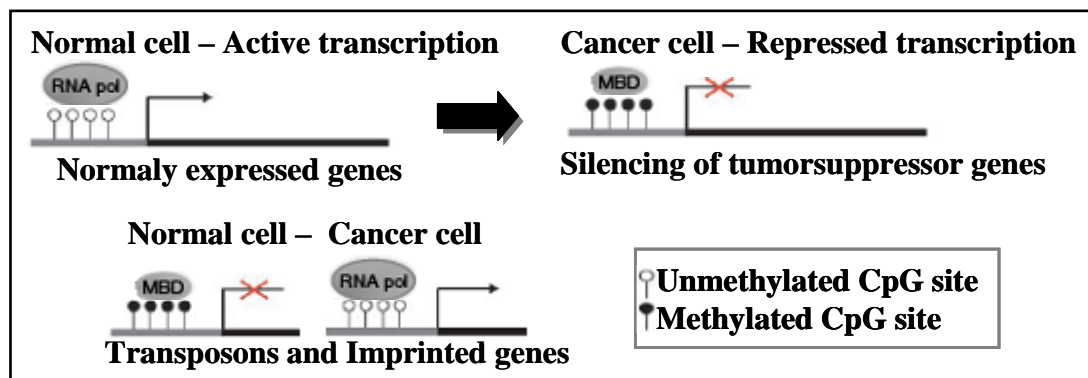 Normal cell – Active transcription
RNA pol
Normaly expressed genes
Cancer cell – Repressed transcription
MBD
Silencing of tumorsuppressor genes
Normal cell – Cancer cell
MBD
RNA pol
Transposons and Imprinted genes
Unmethylated CpG site
Methylated CpG site